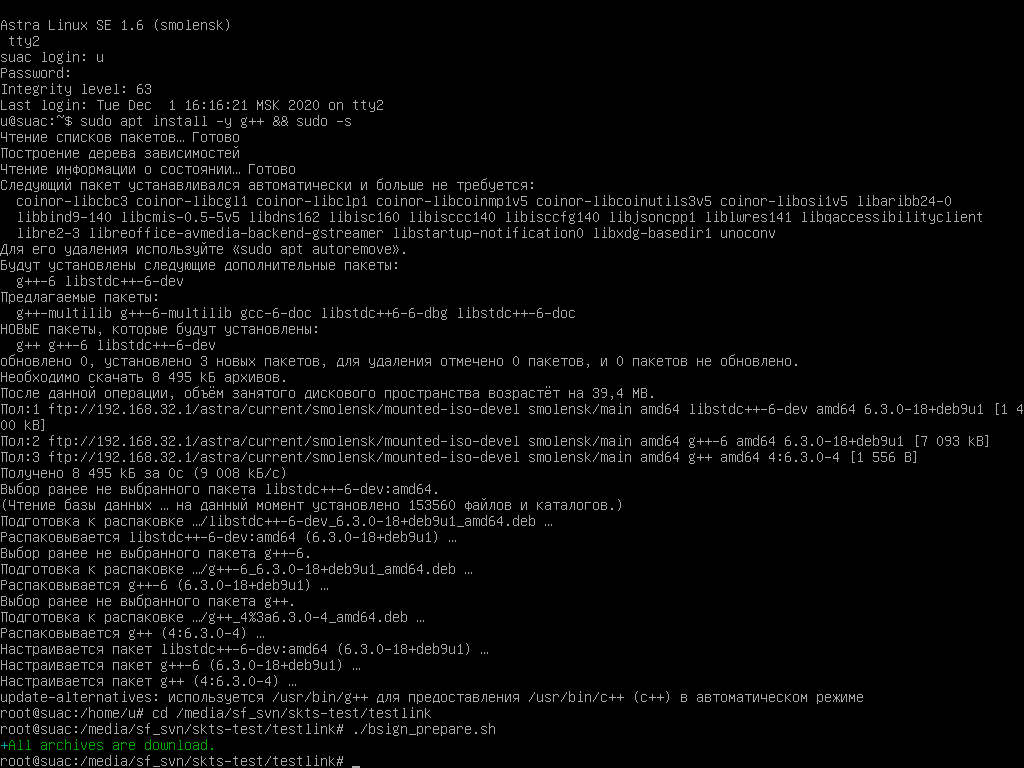 Astra Linux SE 1.6 (smolensk)
tty2
suac login: u
Password:
Integrity level: 63
Last login: Tue Dec  1 16:16:21 MSK 2020 on tty2
u@suac:~$ sudo apt install -y g++ && sudo -s
Чтение списков пакетов… Готово
Построение дерева зависимостей
Чтение информации о состоянии… Готово
Следующий пакет устанавливался автоматически и больше не требуется:
  coinor-libcbc3 coinor-libcgl1 coinor-libclp1 coinor-libcoinmp1v5 coinor-libcoinutils3v5 coinor-libosi1v5 libaribb24-0
  libbind9-140 libcmis-0.5-5v5 libdns162 libisc160 libisccc140 libisccfg140 libjsoncpp1 liblwres141 libqaccessibilityclient
  libre2-3 libreoffice-avmedia-backend-gstreamer libstartup-notification0 libxdg-basedir1 unoconv
Для его удаления используйте «sudo apt autoremove».
Будут установлены следующие дополнительные пакеты:
  g++-6 libstdc++-6-dev
Предлагаемые пакеты:
  g++-multilib g++-6-multilib gcc-6-doc libstdc++6-6-dbg libstdc++-6-doc
НОВЫЕ пакеты, которые будут установлены:
  g++ g++-6 libstdc++-6-dev
обновлено 0, установлено 3 новых пакетов, для удаления отмечено 0 пакетов, и 0 пакетов не обновлено.
Необходимо скачать 8 495 kБ архивов.
После данной операции, объём занятого дискового пространства возрастёт на 39,4 MB.
Пол:1 ftp://192.168.32.1/astra/current/smolensk/mounted-iso-devel smolensk/main amd64 libstdc++-6-dev amd64 6.3.0-18+deb9u1 [1 4
00 kB]
Пол:2 ftp://192.168.32.1/astra/current/smolensk/mounted-iso-devel smolensk/main amd64 g++-6 amd64 6.3.0-18+deb9u1 [7 093 kB]
Пол:3 ftp://192.168.32.1/astra/current/smolensk/mounted-iso-devel smolensk/main amd64 g++ amd64 4:6.3.0-4 [1 556 B]
Получено 8 495 kБ за 0с (9 008 kБ/c)
Выбор ранее не выбранного пакета libstdc++-6-dev:amd64.
(Чтение базы данных … на данный момент установлено 153560 файлов и каталогов.)
Подготовка к распаковке …/libstdc++-6-dev_6.3.0-18+deb9u1_amd64.deb …
Распаковывается libstdc++-6-dev:amd64 (6.3.0-18+deb9u1) …
Выбор ранее не выбранного пакета g++-6.
Подготовка к распаковке …/g++-6_6.3.0-18+deb9u1_amd64.deb …
Распаковывается g++-6 (6.3.0-18+deb9u1) …
Выбор ранее не выбранного пакета g++.
Подготовка к распаковке …/g++_4%3a6.3.0-4_amd64.deb …
Распаковывается g++ (4:6.3.0-4) …
Настраивается пакет libstdc++-6-dev:amd64 (6.3.0-18+deb9u1) …
Настраивается пакет g++-6 (6.3.0-18+deb9u1) …
Настраивается пакет g++ (4:6.3.0-4) …
update-alternatives: используется /usr/bin/g++ для предоставления /usr/bin/c++ (c++) в автоматическом режиме
root@suac:/home/u# cd /media/sf_svn/skts-test/testlink
root@suac:/media/sf_svn/skts-test/testlink# ./bsign_prepare.sh
+All archives are download.
root@suac:/media/sf_svn/skts-test/testlink# _